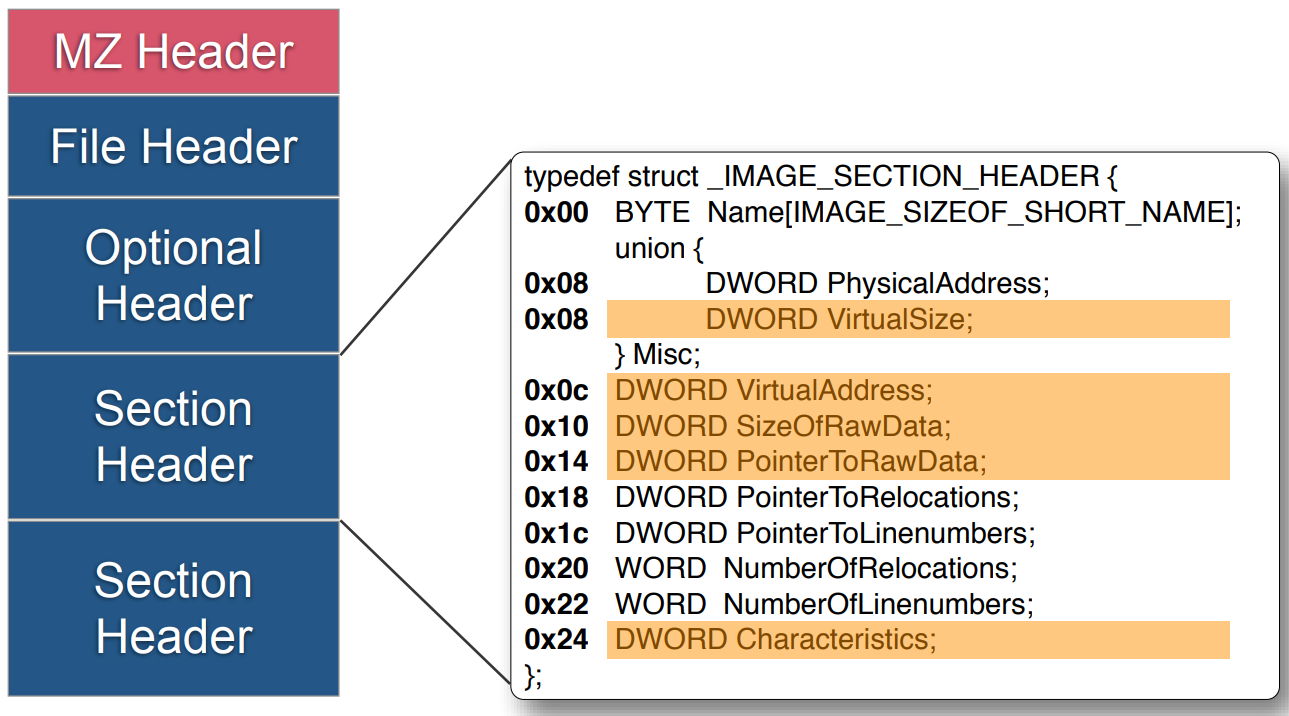 MZ Header
File Header
Optional
Header
Section
Header
Section
Header
typedef struct _IMAGE_SECTION_HEADER {
0x00 BYTE Name[IMAGE_SIZEOF_SHORT_NAME];
union {
0x08 DWORD PhysicalAddress;
0x08 DWORD VirtualSize;
} Misc;
0x0c DWORD VirtualAddress;
0x10 DWORD SizeOfRawData;
0x14 DWORD PointerToRawData;
0x18 DWORD PointerToRelocations;
0x1c DWORD PointerToLinenumbers;
0x20 WORD NumberOfRelocations;
0x22 WORD NumberOfLinenumbers;
0x24 DWORD Characteristics;
};